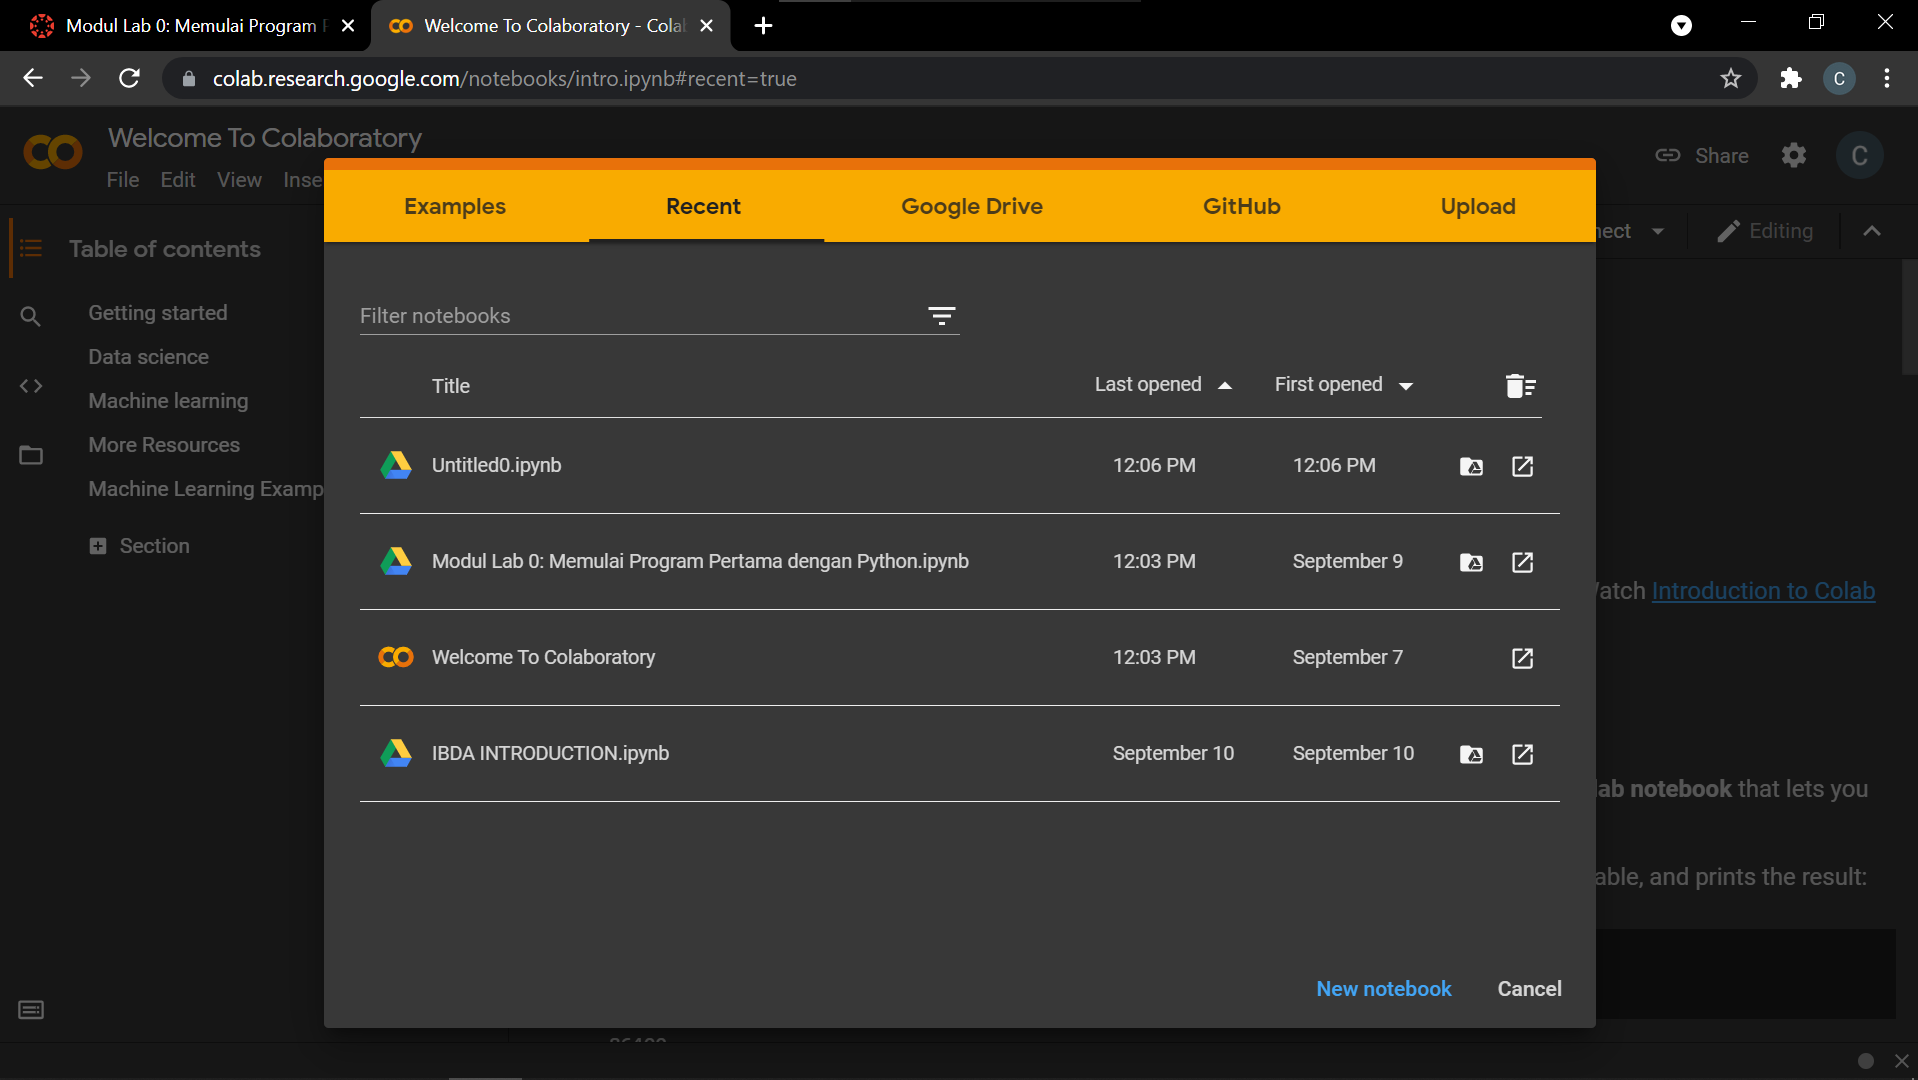 Modul Lab 0: Memulai Program
Welcome To Colaboratory - Cola
colab.research.google.com/notebooks/intro.ipynb#recent=true
C
Welcome To Colaboratory
File Edit View Inse
Share
C
Examples
Recent
Google Drive
GitHub
Upload
nect
Editing
Table of contents
Getting started
Data science
Machine learning
More Resources
Machine Learning Examp
Section
Filter notebooks
Title Last opened First opened
Untitled0.ipynb 12:06 PM 12:06 PM
Modul Lab 0: Memulai Program Pertama dengan Python.ipynb 12:03 PM September 9
Welcome To Colaboratory 12:03 PM September 7
IBDA INTRODUCTION.ipynb September 10 September 10
New notebook Cancel
atch Introduction to Colab
lab notebook that lets you
able, and prints the result: